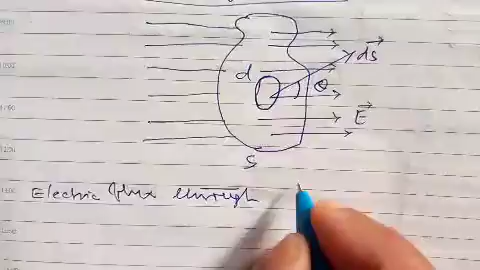 d
dS⃗
θ
E⃗
S
Electric flux through